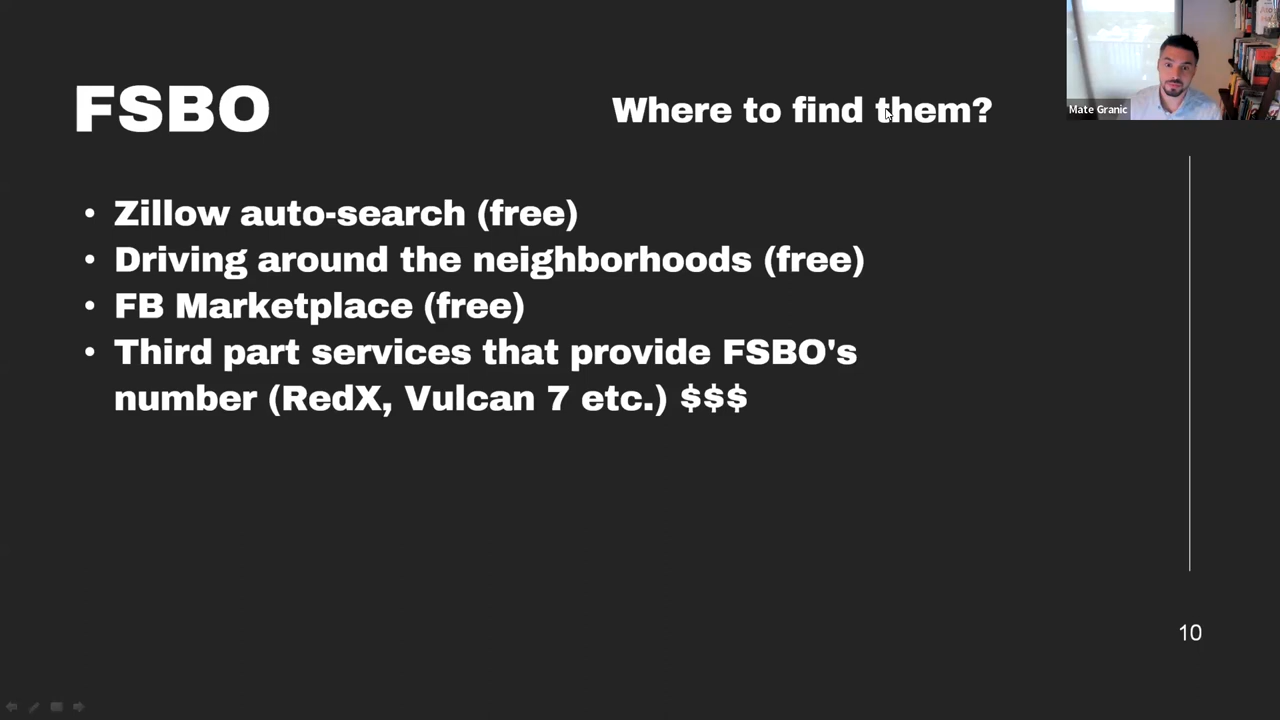 FSBO
Where to find them?
Mate Granic
• Zillow auto-search (free)
• Driving around the neighborhoods (free)
• FB Marketplace (free)
• Third part services that provide FSBO's
number (RedX, Vulcan 7 etc.) $$$
10